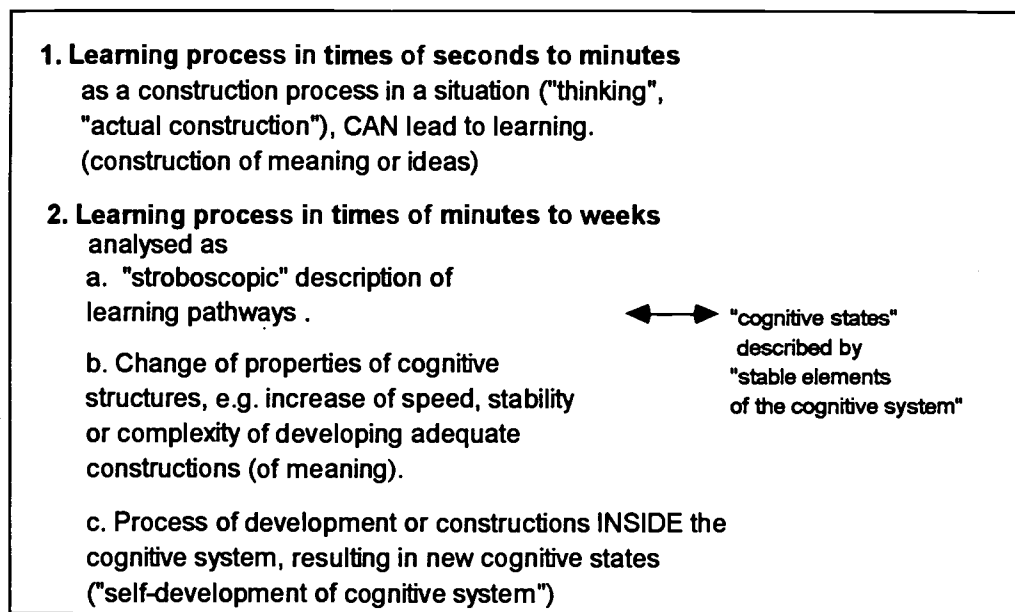 1. Learning process in times of seconds to minutes
as a construction process in a situation ("thinking",
"actual construction"), CAN lead to learning.
(construction of meaning or ideas)
2. Learning process in times of minutes to weeks
analysed as
a. "stroboscopic" description of
learning pathways .
"cognitive states"
described by
"stable elements
of the cognitive system"
b. Change of properties of cognitive
structures, e.g. increase of speed, stability
or complexity of developing adequate
constructions (of meaning).
c. Process of development or constructions INSIDE the
cognitive system, resulting in new cognitive states
("self-development of cognitive system")